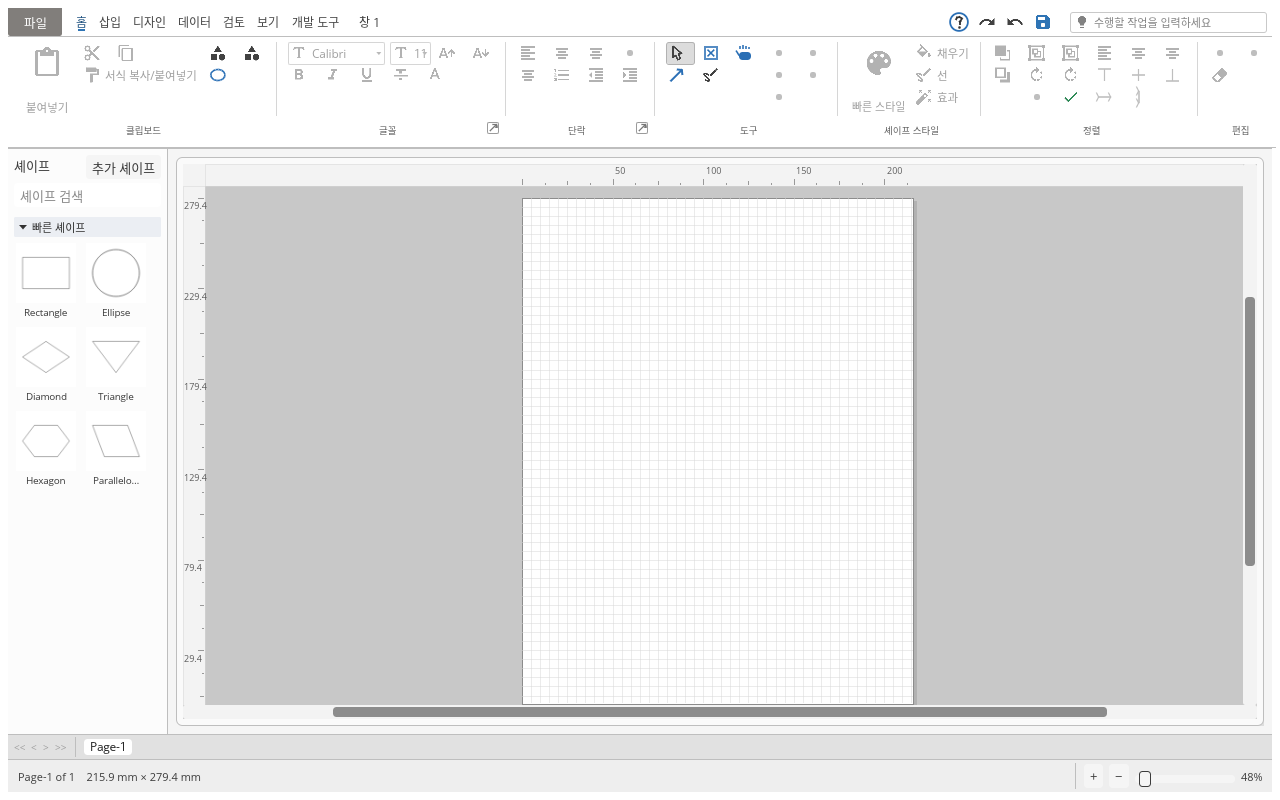 파일 홈 삽입 디자인 데이터 검토 보기 개발 도구 창 1 수행할 작업을 입력하세요
붙여넣기
서식 복사/붙여넣기
클립보드
Calibri 11
글꼴
단락
도구
빠른 스타일
채우기
선
효과
셰이프 스타일
정렬
편집
셰이프 추가 셰이프
셰이프 검색
빠른 셰이프
Rectangle Ellipse
Diamond Triangle
Hexagon Parallelo...
50 100 150 200
279.4
229.4
179.4
129.4
79.4
29.4
<< < > >> Page-1
Page-1 of 1 215.9 mm × 279.4 mm + − 48%